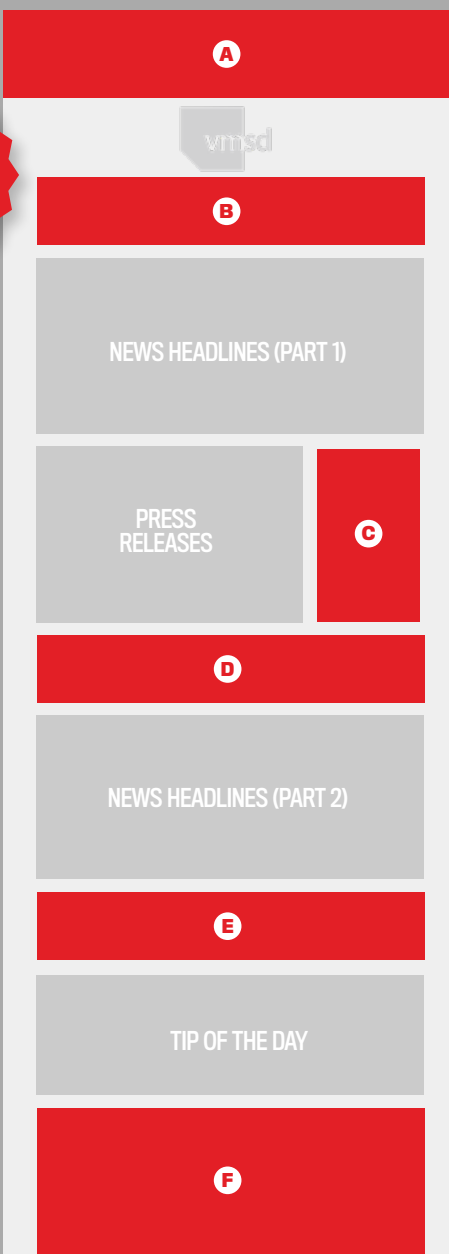 A
vmsd
B
NEWS HEADLINES (PART 1)
PRESS
RELEASES
C
D
NEWS HEADLINES (PART 2)
E
TIP OF THE DAY
F